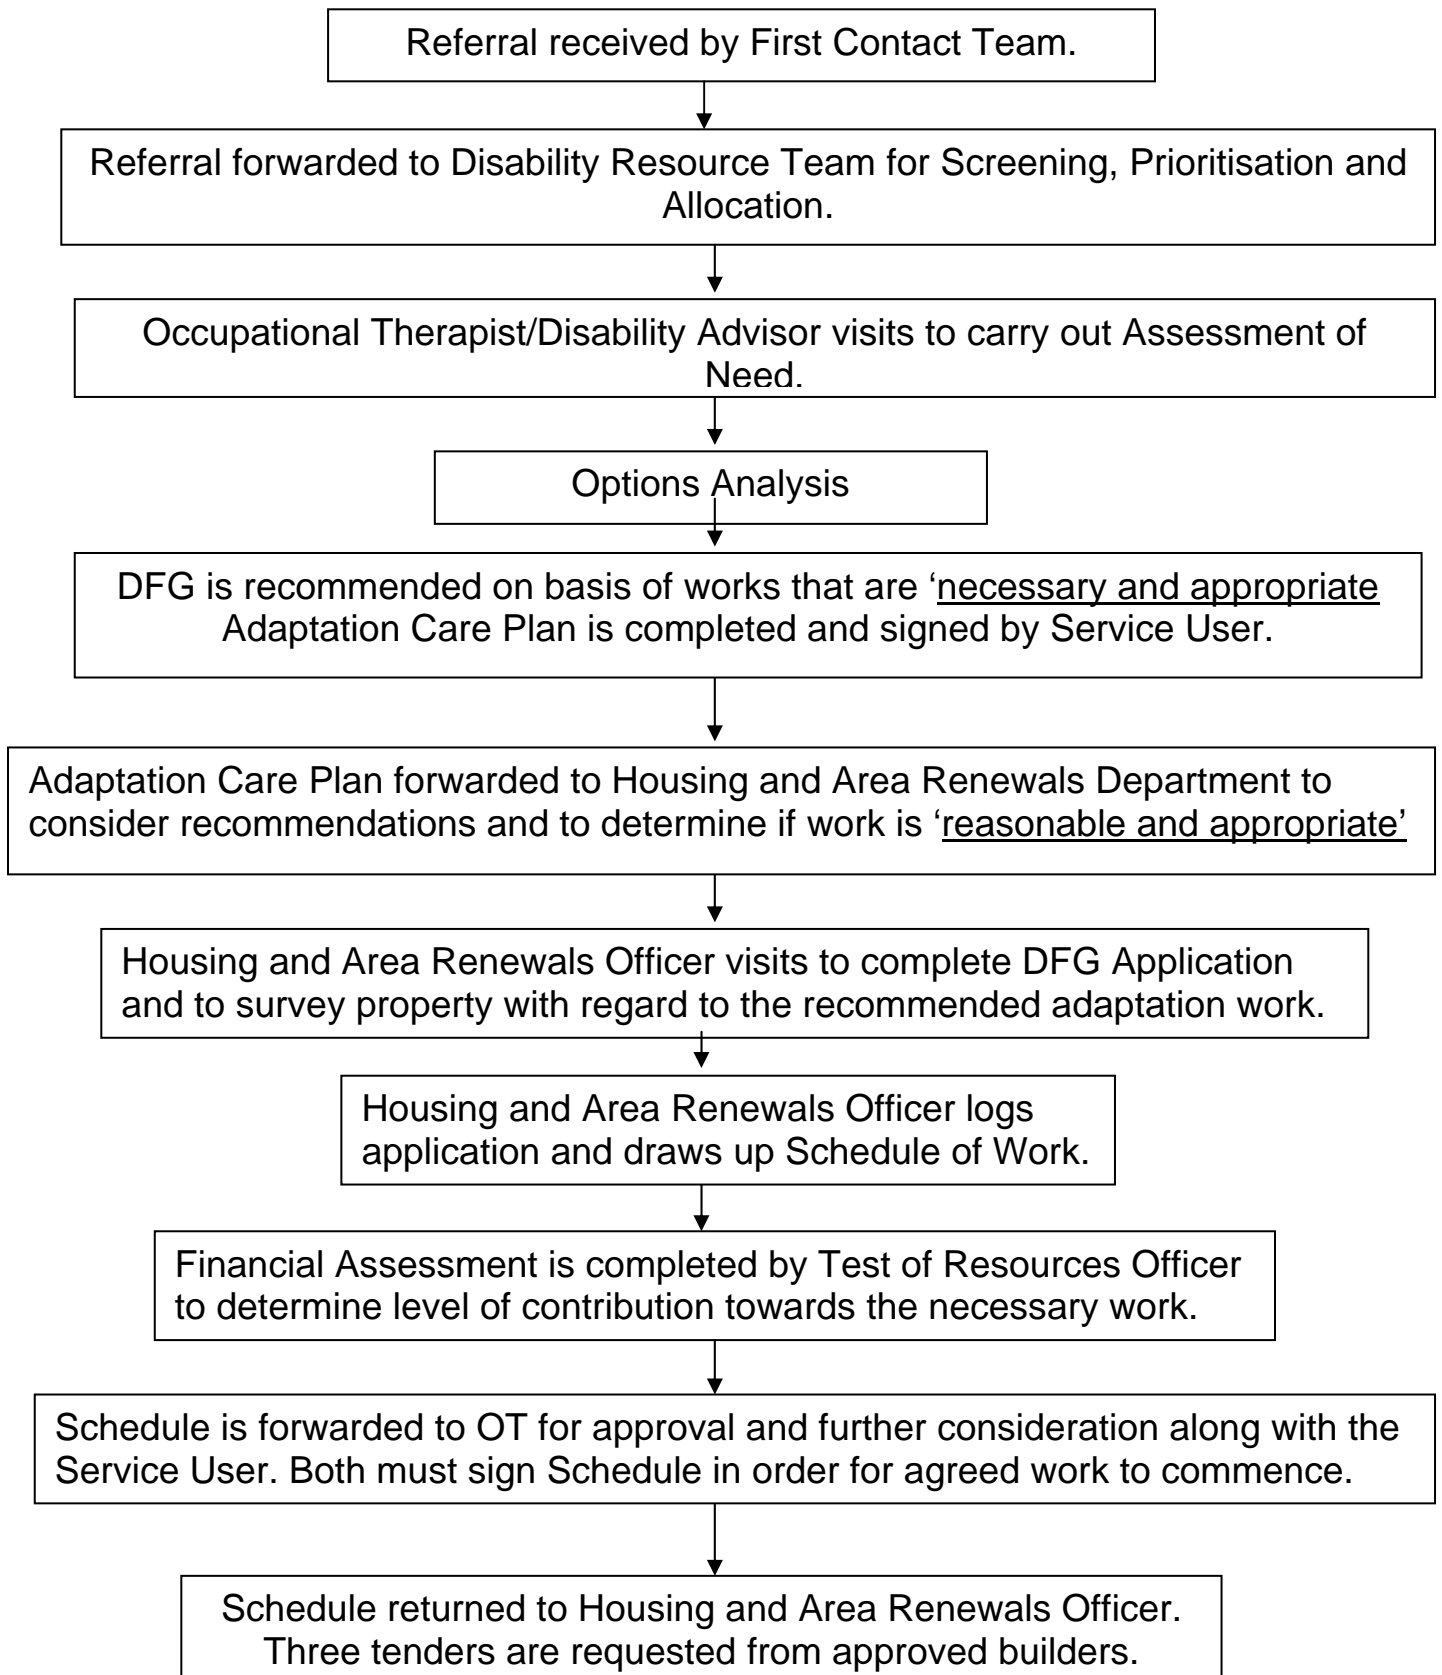 Referral received by First Contact Team.
Referral forwarded to Disability Resource Team for Screening, Prioritisation and
Allocation.
Occupational Therapist/Disability Advisor visits to carry out Assessment of
Need.
Options Analysis
DFG is recommended on basis of works that are ‘necessary and appropriate
Adaptation Care Plan is completed and signed by Service User.
Adaptation Care Plan forwarded to Housing and Area Renewals Department to
consider recommendations and to determine if work is ‘reasonable and appropriate’
Housing and Area Renewals Officer visits to complete DFG Application
and to survey property with regard to the recommended adaptation work.
Housing and Area Renewals Officer logs
application and draws up Schedule of Work.
Financial Assessment is completed by Test of Resources Officer
to determine level of contribution towards the necessary work.
Schedule is forwarded to OT for approval and further consideration along with the
Service User. Both must sign Schedule in order for agreed work to commence.
Schedule returned to Housing and Area Renewals Officer.
Three tenders are requested from approved builders.